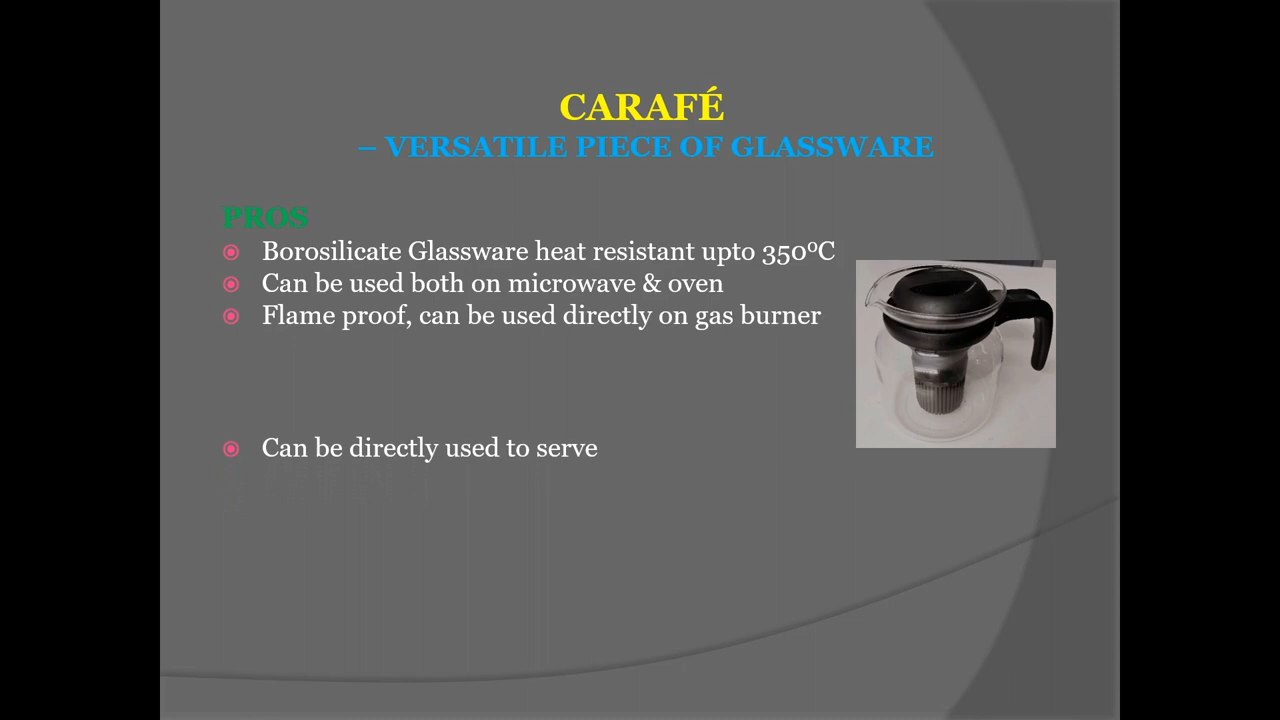 CARAFÉ
– VERSATILE PIECE OF GLASSWARE
PROS
Borosilicate Glassware heat resistant upto 350⁰C
Can be used both on microwave & oven
Flame proof, can be used directly on gas burner
Can be directly used to serve